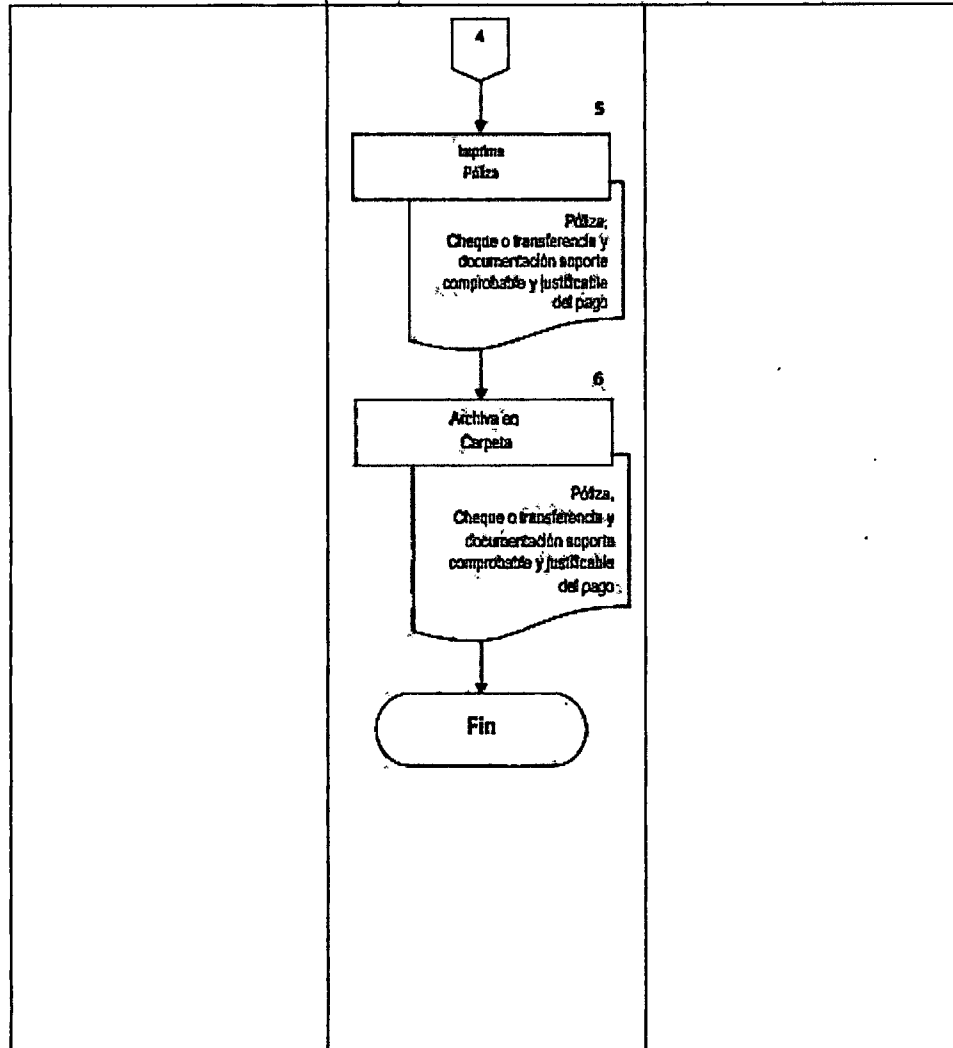 4
5
Imprime
Póliza
Póliza,
Cheque o transferencia y
documentación soporte
comprobable y justificable
del pago
6
Archiva en
Carpeta
Póliza,
Cheque o transferencia y
documentación soporte
comprobable y justificable
del pago
Fin